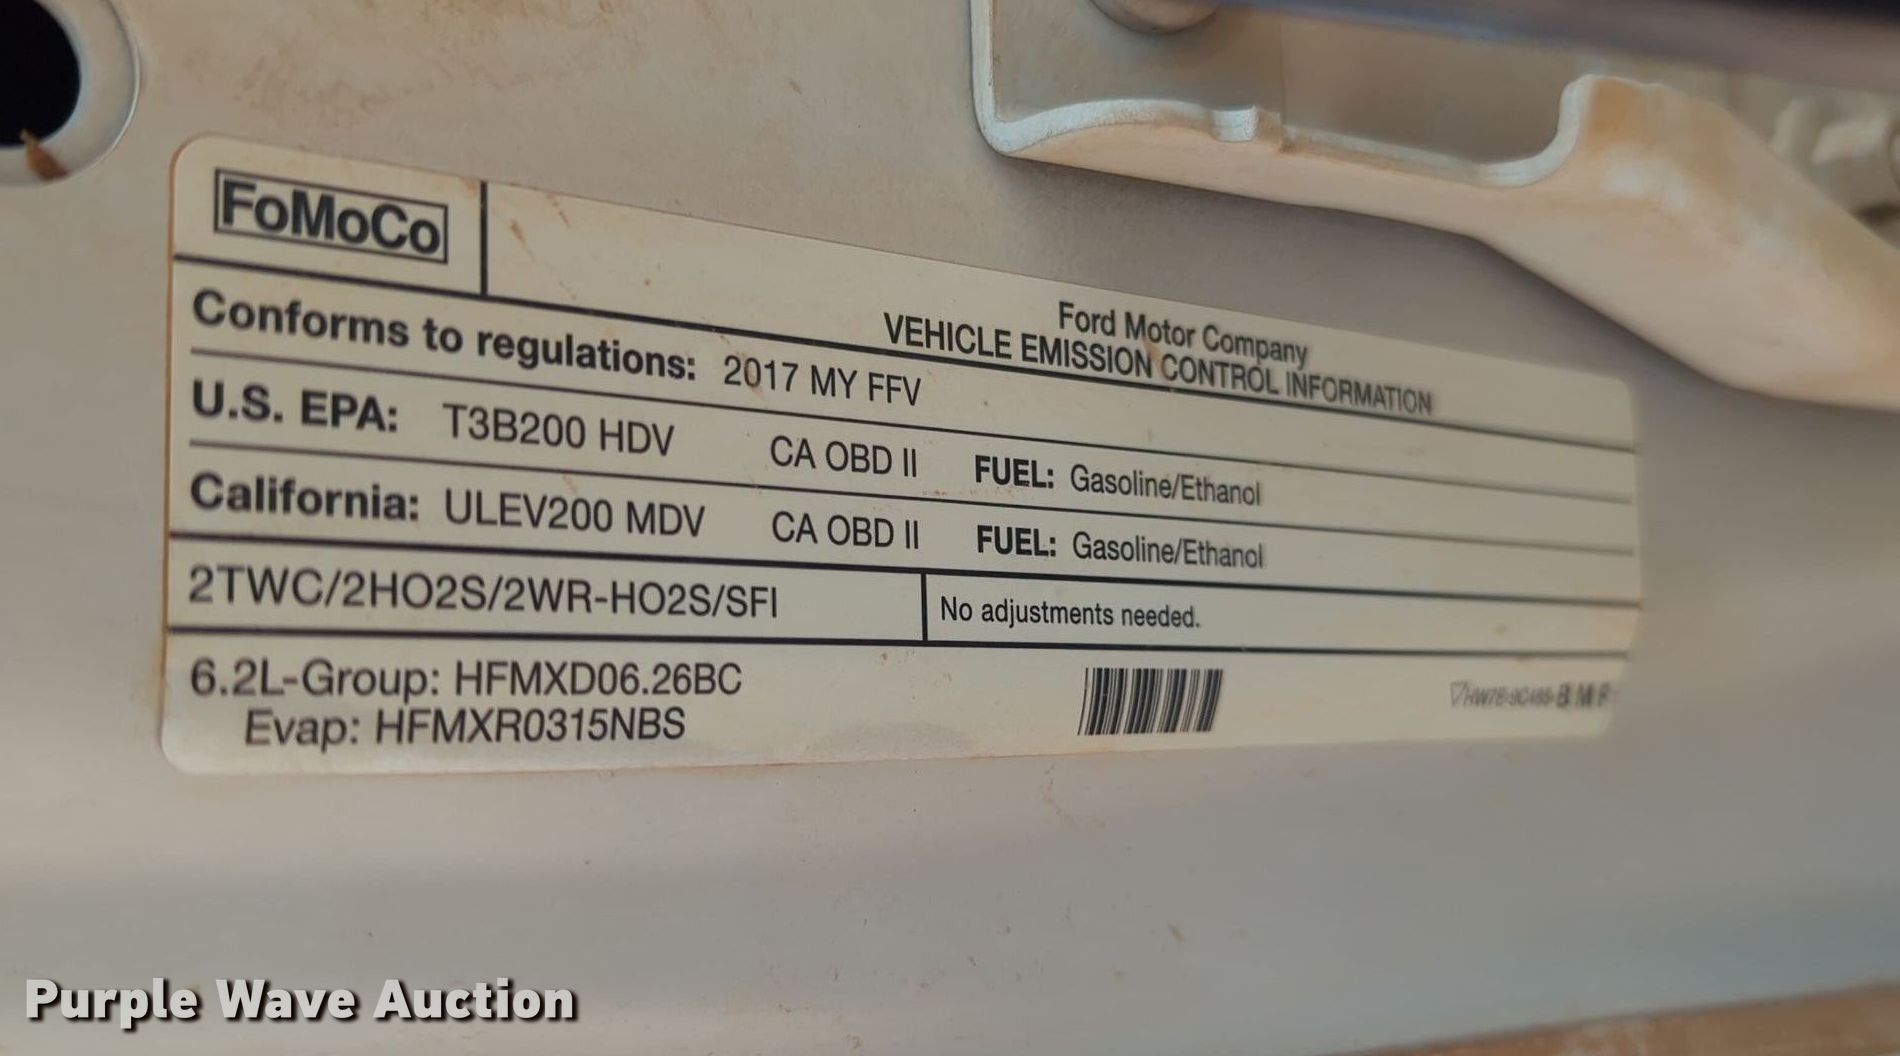 FoMoCo
Ford Motor Company
VEHICLE EMISSION CONTROL INFORMATION
Conforms to regulations: 2017 MY FFV
U.S. EPA: T3B200 HDV CA OBD II FUEL: Gasoline/Ethanol
California: ULEV200 MDV CA OBD II FUEL: Gasoline/Ethanol
2TWC/2HO2S/2WR-HO2S/SFI
No adjustments needed.
6.2L-Group: HFMXD06.26BC
Evap: HFMXR0315NBS
Purple Wave Auction